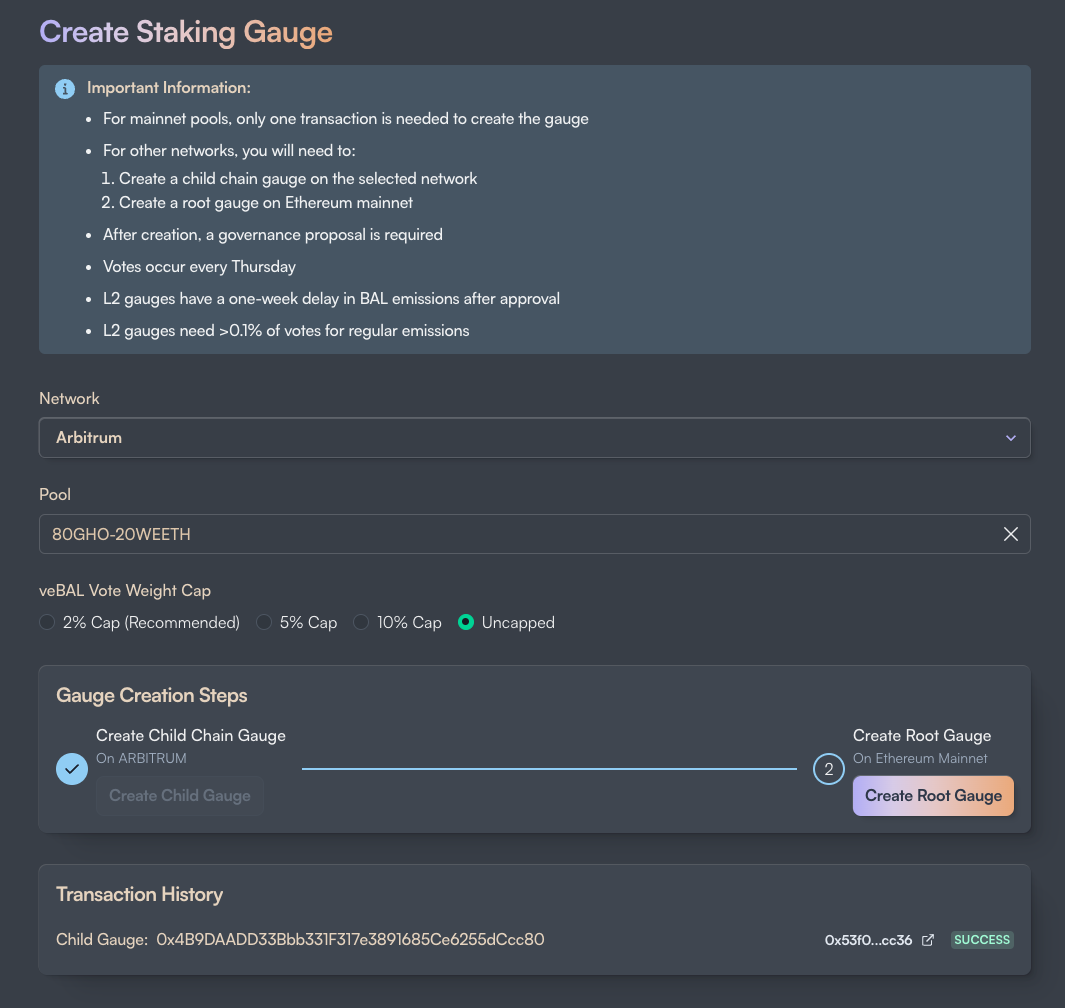 Create Staking Gauge
Important Information:
• For mainnet pools, only one transaction is needed to create the gauge
• For other networks, you will need to:
1. Create a child chain gauge on the selected network
2. Create a root gauge on Ethereum mainnet
• After creation, a governance proposal is required
• Votes occur every Thursday
• L2 gauges have a one-week delay in BAL emissions after approval
• L2 gauges need >0.1% of votes for regular emissions
Network
Arbitrum
Pool
80GHO-20WEETH
veBAL Vote Weight Cap
2% Cap (Recommended) 5% Cap 10% Cap Uncapped
Gauge Creation Steps
Create Child Chain Gauge
On ARBITRUM
Create Child Gauge
2
Create Root Gauge
On Ethereum Mainnet
Create Root Gauge
Transaction History
Child Gauge: 0x4B9DAADD33Bbb331F317e3891685Ce6255dCcc80 0x53f0...cc36 SUCCESS